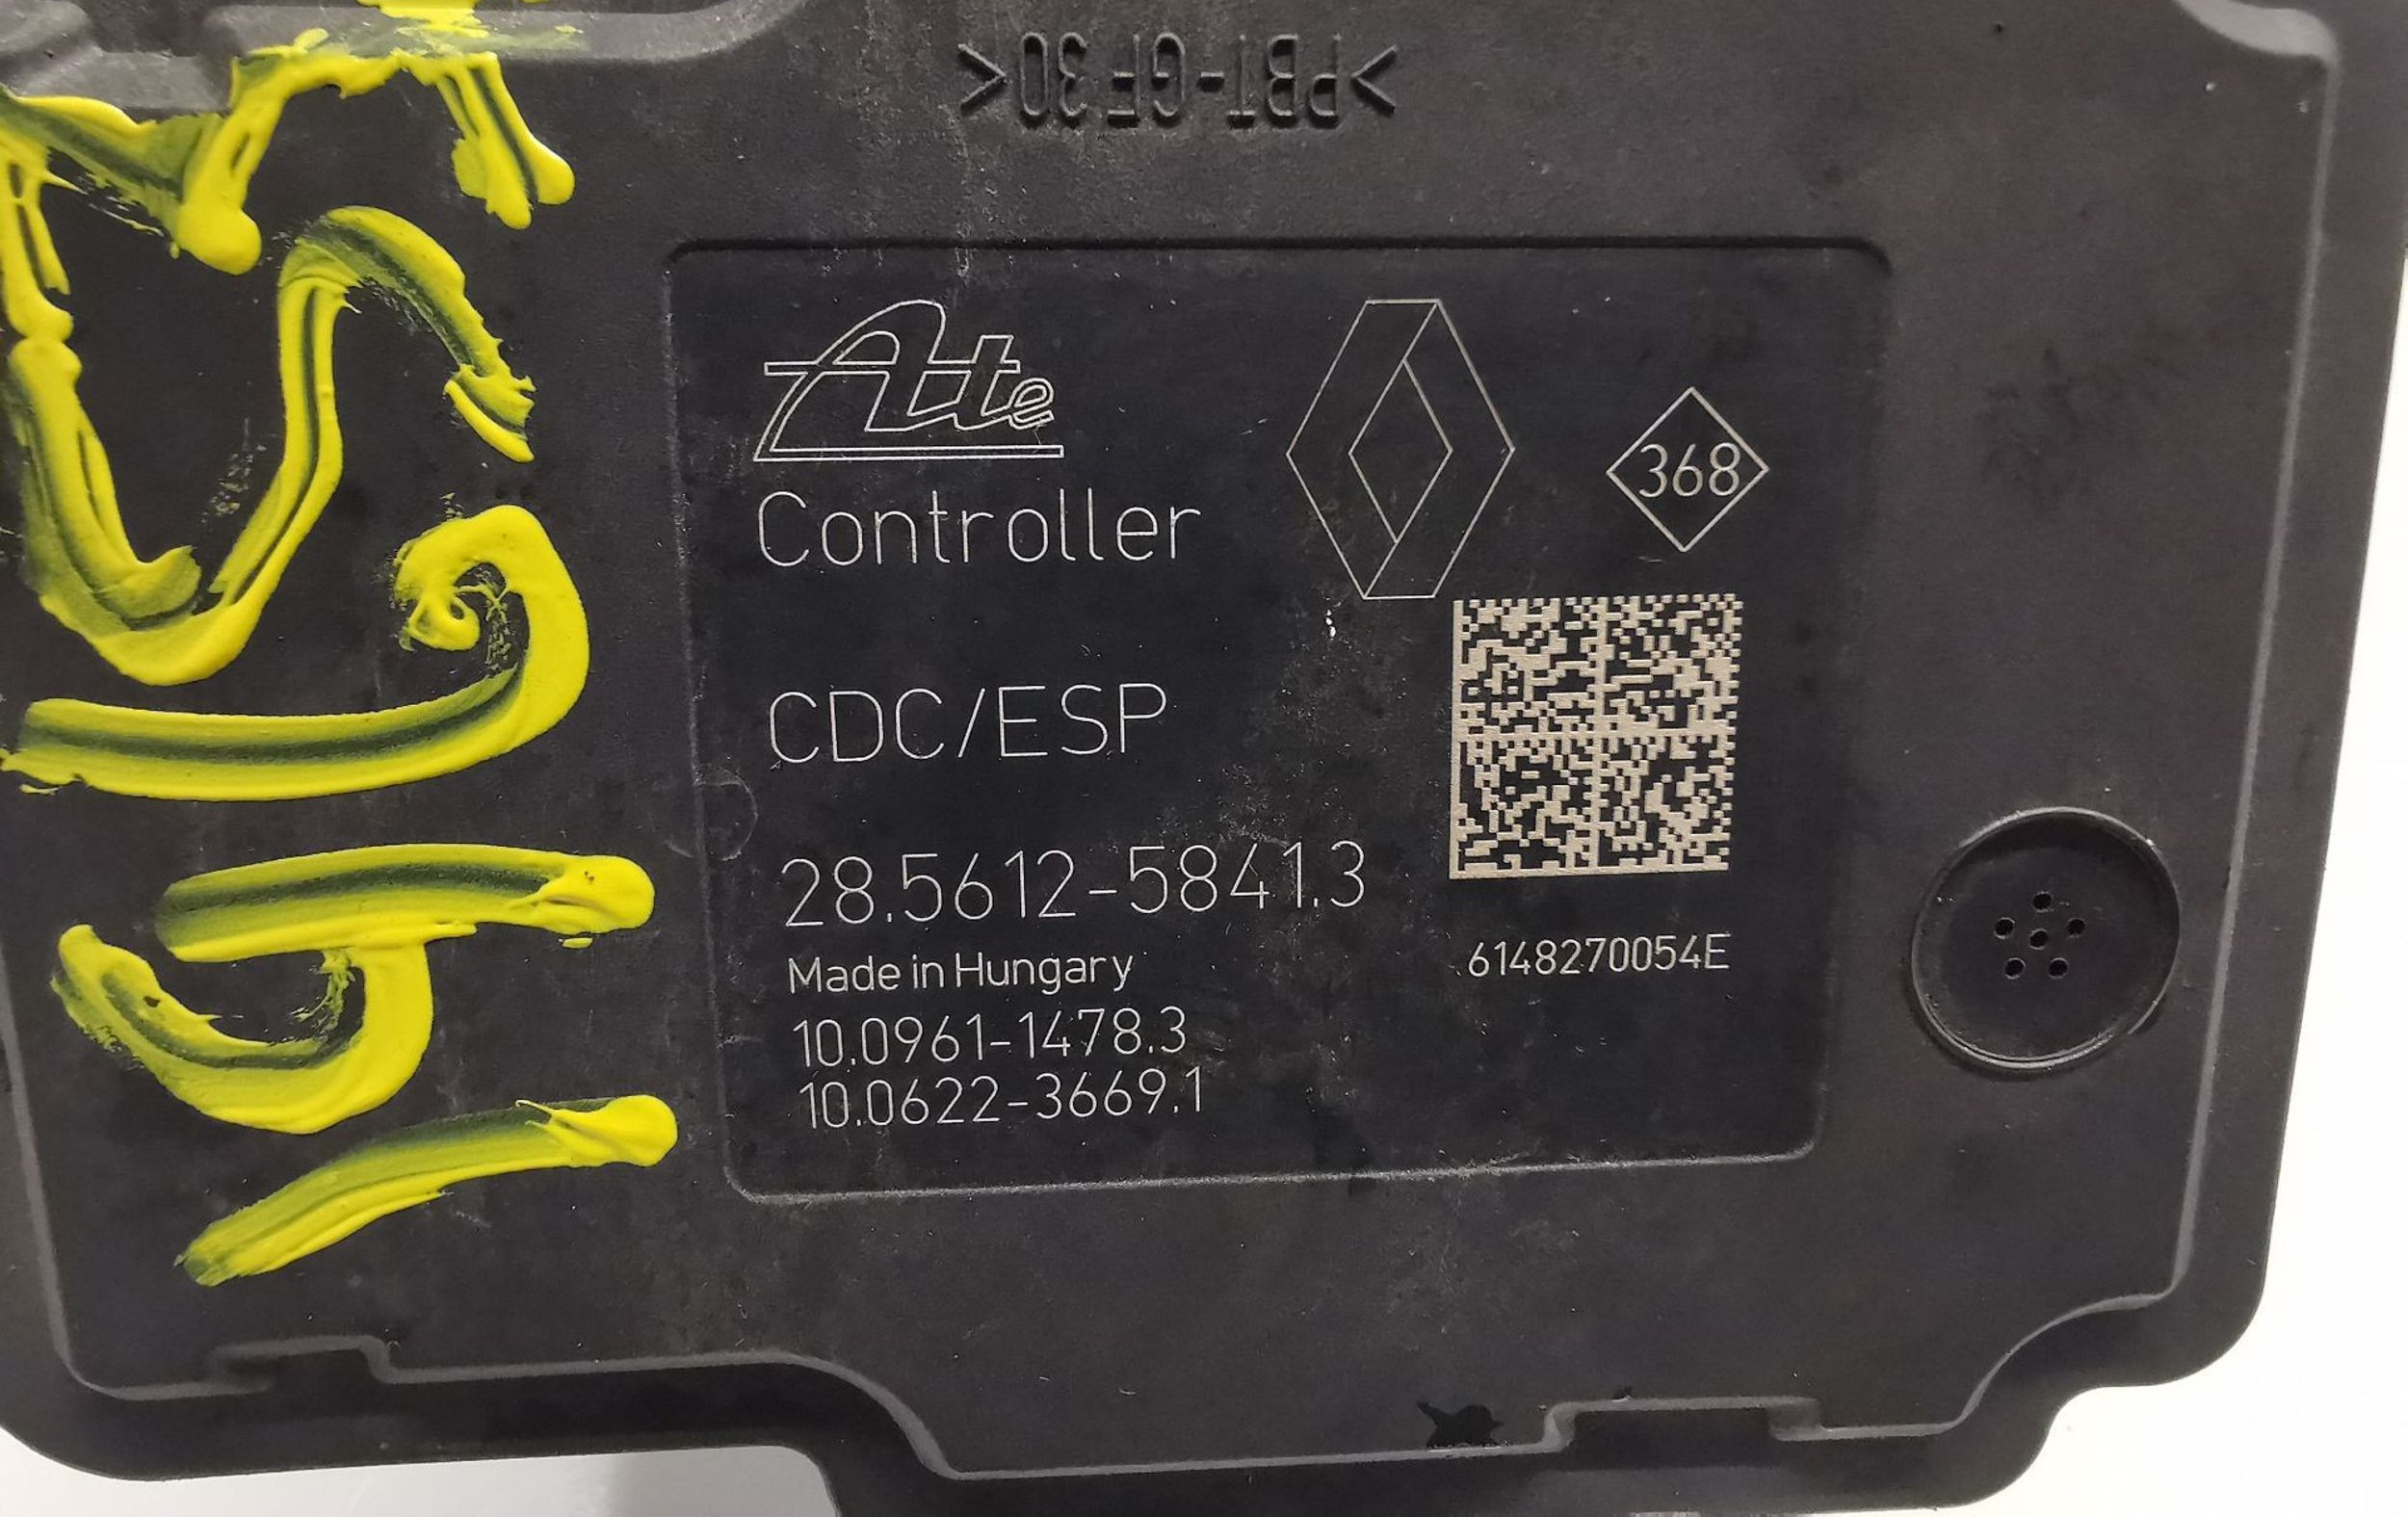 >PBT-GF30<
Ate
368
Controller
CDC/ESP
28.5612-5841.3
Made in Hungary
6148270054E
10.0961-1478.3
10.0622-3669.1